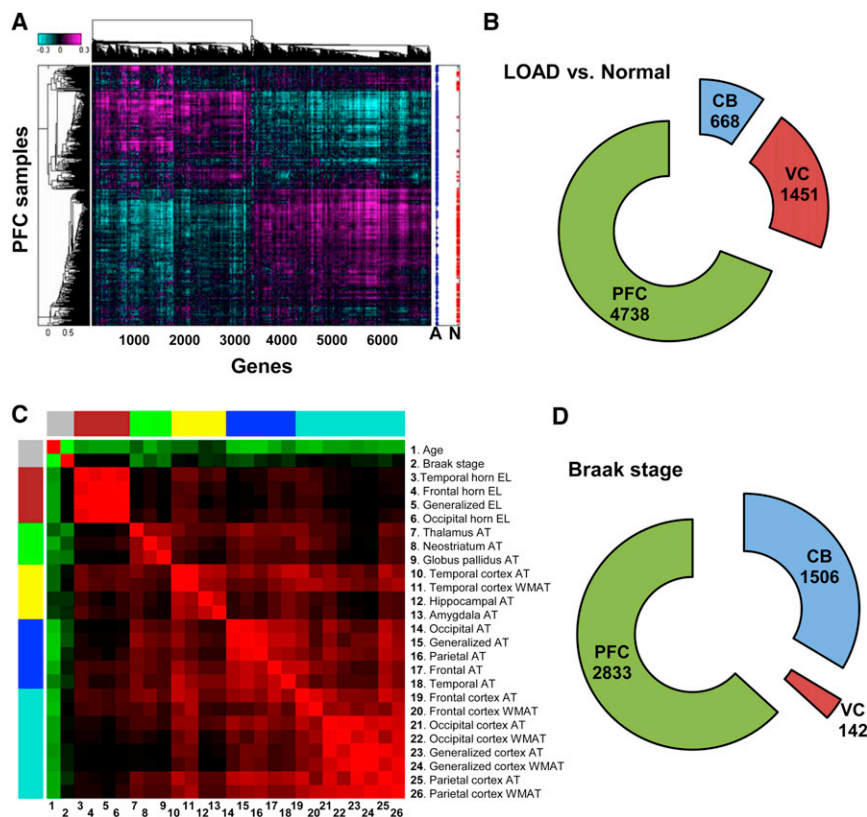 A
-0.3 0 0.3
PFC samples
0 0.5
1000 2000 3000 4000 5000 6000
A N
Genes
B
LOAD vs. Normal
CB
668
VC
1451
PFC
4738
C
1. Age
2. Braak stage
3.Temporal horn EL
4. Frontal horn EL
5. Generalized EL
6. Occipital horn EL
7. Thalamus AT
8. Neostriatum AT
9. Globus pallidus AT
10. Temporal cortex AT
11. Temporal cortex WMAT
12. Hippocampal AT
13. Amygdala AT
14. Occipital AT
15. Generalized AT
16. Parietal AT
17. Frontal AT
18. Temporal AT
19. Frontal cortex AT
20. Frontal cortex WMAT
21. Occipital cortex AT
22. Occipital cortex WMAT
23. Generalized cortex AT
24. Generalized cortex WMAT
25. Parietal cortex AT
26. Parietal cortex WMAT
1 3 5 7 9 11 13 15 17 19 21 23 25
2 4 6 8 10 12 14 16 18 20 22 24 26
D
Braak stage
CB
1506
PFC
2833
VC
142